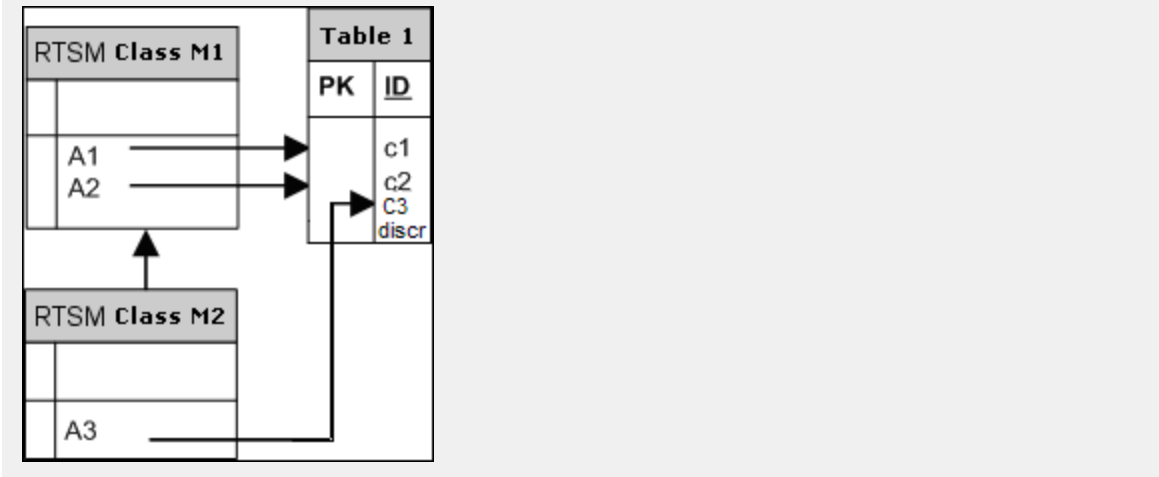 RTSM Class M1
A1
A2
Table 1
PK ID
c1
c2
C3
discr
RTSM Class M2
A3